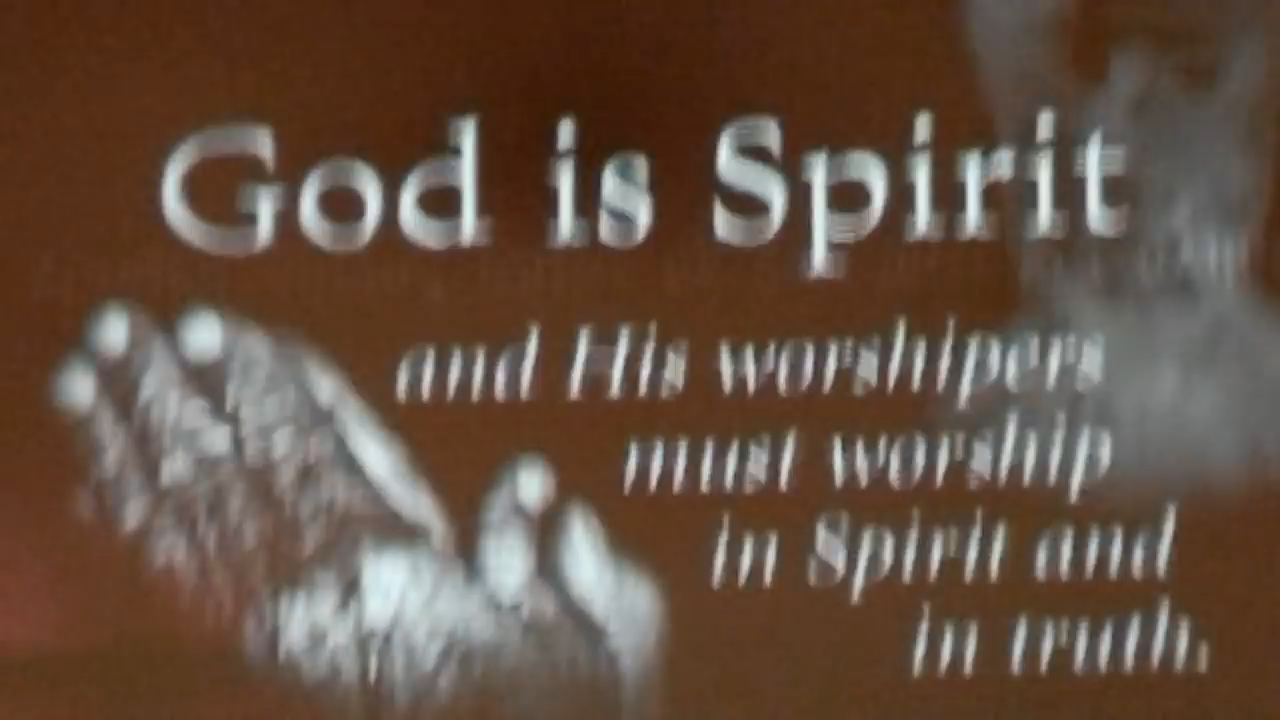 God is Spirit
and His worshipers
must worship
in Spirit and
in truth.